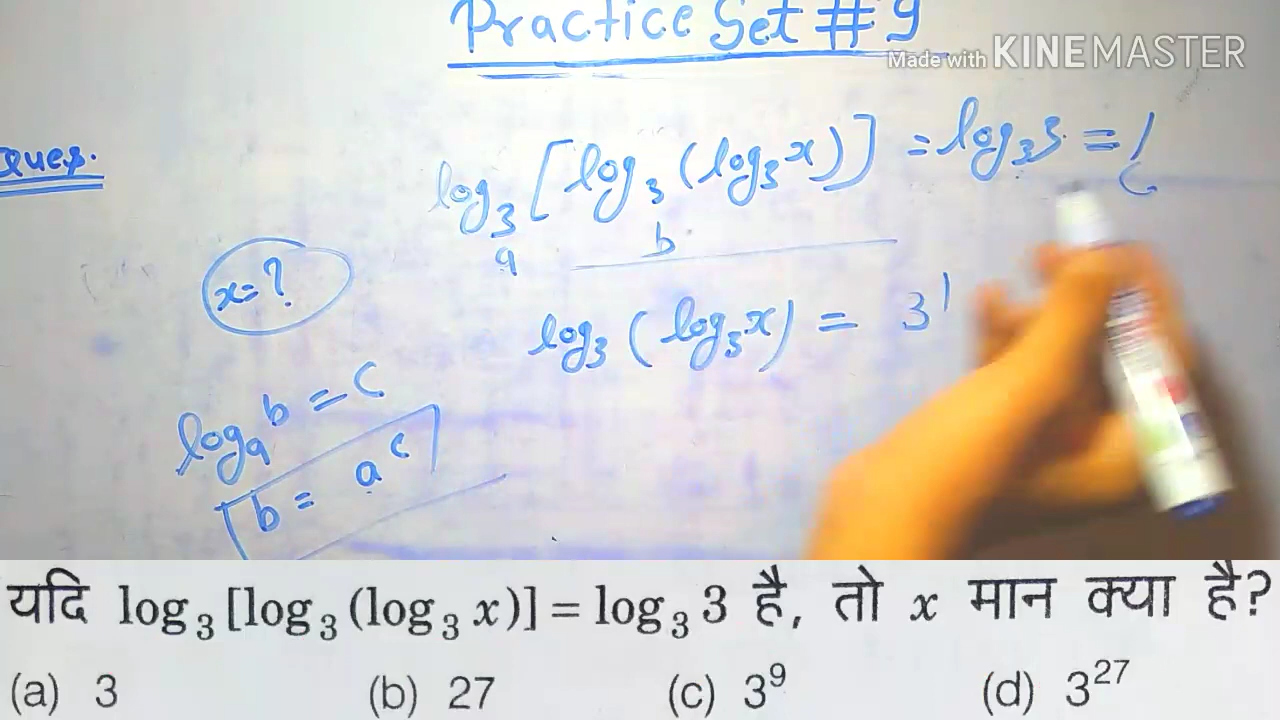 Practice Set #9
Made with KINEMASTER
Ques.
log₃ [log₃ (log₃ x)] = log₃ 3 = 1
a b c
x = ?
log₃ (log₃ x) = 3¹
logₐ b = c
b = aᶜ
यदि log₃ [log₃ (log₃ x)] = log₃ 3 है, तो x मान क्या है?
(a) 3 (b) 27 (c) 3⁹ (d) 3²⁷